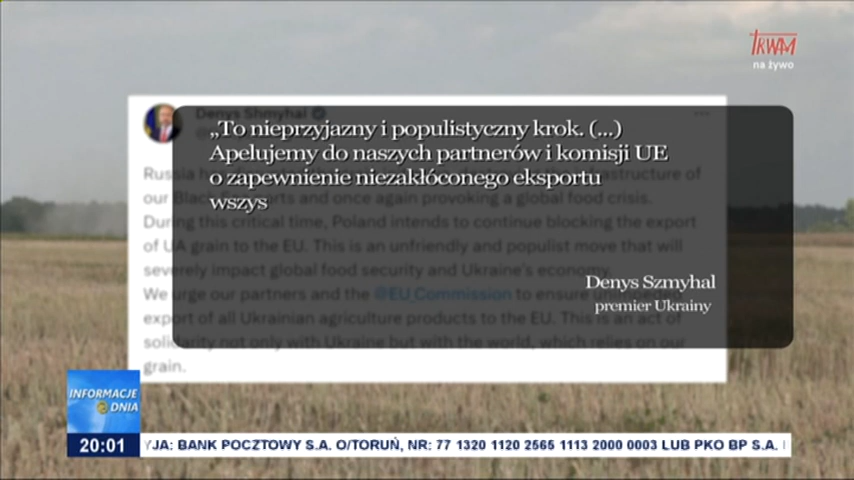 TRWAM
na żywo
Denys Shmyhal
„To nieprzyjazny i populistyczny krok. (...)
Apelujemy do naszych partnerów i komisji UE
o zapewnienie niezakłóconego eksportu
wszys
Denys Szmyhal
premier Ukrainy
Russia
frastructure of
our Black ports and once again provoking a global food crisis.
During this critical time, Poland intends to continue blocking the export
of UA grain to the EU. This is an unfriendly and populist move that will
severely impact global food security and Ukraine's economy.
We urge our partners and the @EU Commission to ensure
export of all Ukrainian agriculture products to the EU. This is an act of
solidarity not only with Ukraine but with the world, which relies on our
grain.
INFORMACJE
DNIA
20:01
YJA: BANK POCZTOWY S.A. O/TORUŃ, NR: 77 1320 1120 2565 1113 2000 0003 LUB PKO BP S.A.